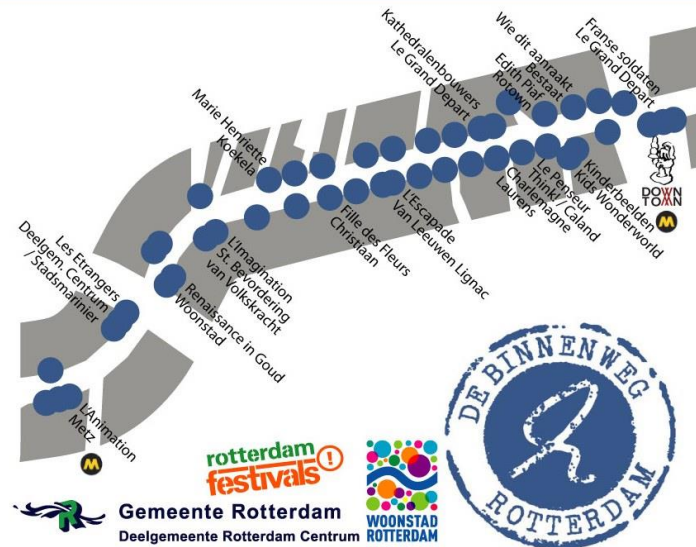 Kathedralenbouwers
Le Grand Depart
Wie dit aanraakt
Bestaat
Edith Piaf
Rotown
Franse soldaten
Le Grand Depart
Marie Henriette
Koekela
Les Etrangers
Deelgem. Centrum
/ Stadsmarinier
L'Imagination
St. Bevordering
van Volkskracht
Renaissance in Goud
Woonstad
Fille des Fleurs
Christiaan
L'Escapade
Van Leeuwen Lignac
Charlemagne
Laurens
Le Penseur
Thinkt, Caland
Kinderbeelden
Kids Wonderworld
DOWN
TOWN
M
L'Animation
Metz
M
DE BINNENWEG
R
ROTTERDAM
rotterdam
festivals!
WOONSTAD
ROTTERDAM
R
Gemeente Rotterdam
Deelgemeente Rotterdam Centrum